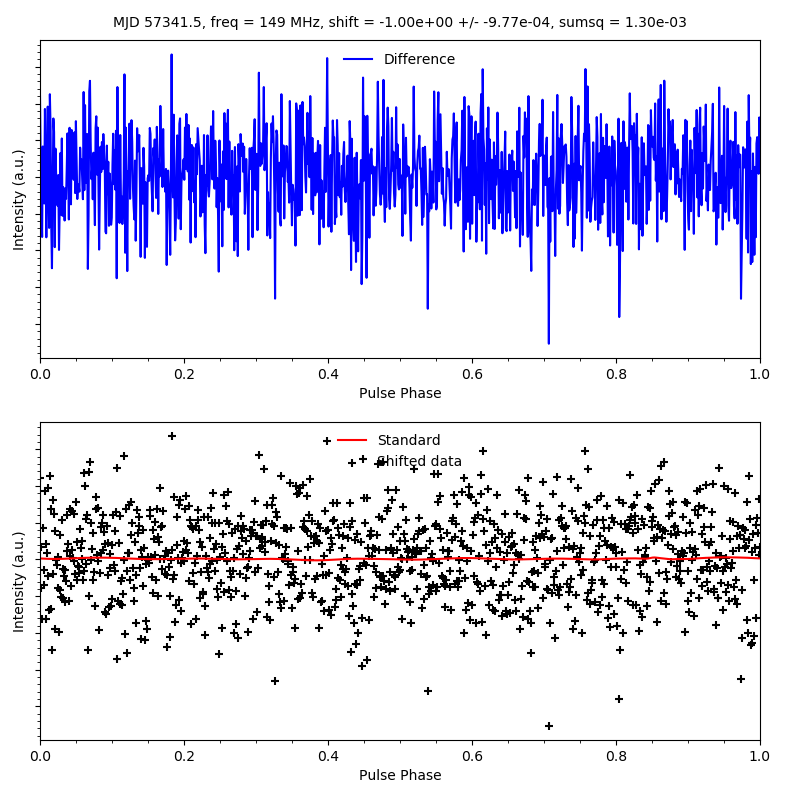 MJD 57341.5, freq = 149 MHz, shift = -1.00e+00 +/- -9.77e-04, sumsq = 1.30e-03
Difference
Intensity (a.u.)
0.0 0.2 0.4 0.6 0.8 1.0
Pulse Phase
Standard
Shifted data
Intensity (a.u.)
0.0 0.2 0.4 0.6 0.8 1.0
Pulse Phase